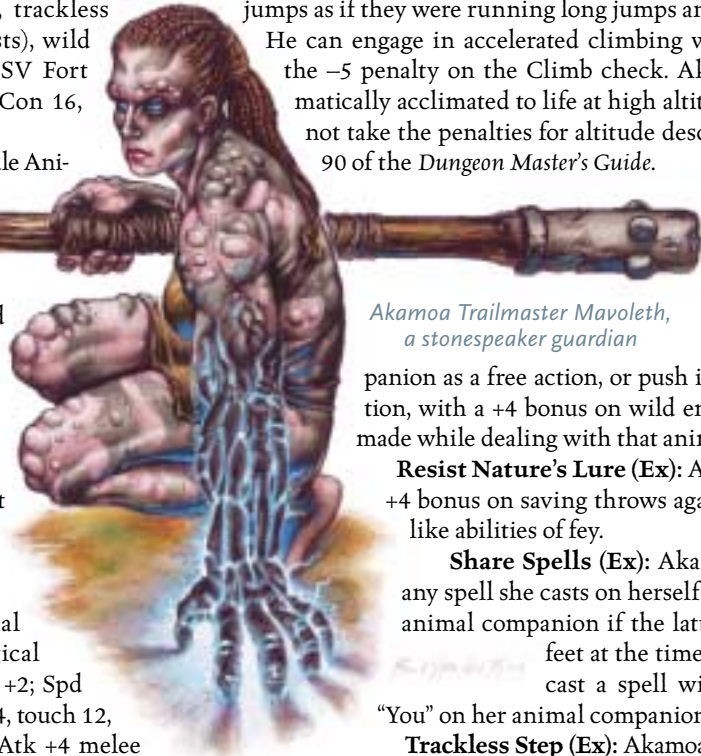 , trackless
sts), wild
SV Fort
Con 16,
le Ani-
d
t
al
ical
+2; Spd
4, touch 12,
Atk +4 melee
jumps as if they were running long jumps an
He can engage in accelerated climbing w
the –5 penalty on the Climb check. Ak
matically acclimated to life at high altit
not take the penalties for altitude desc
90 of the Dungeon Master's Guide.
Akamoa Trailmaster Mavoleth,
a stonespeaker guardian
panion as a free action, or push i
tion, with a +4 bonus on wild em
made while dealing with that anim
Resist Nature's Lure (Ex): A
+4 bonus on saving throws aga
like abilities of fey.
Share Spells (Ex): Aka
any spell she casts on herself
animal companion if the latt
feet at the time
cast a spell wi
"You" on her animal companion
Trackless Step (Ex): Akamoa